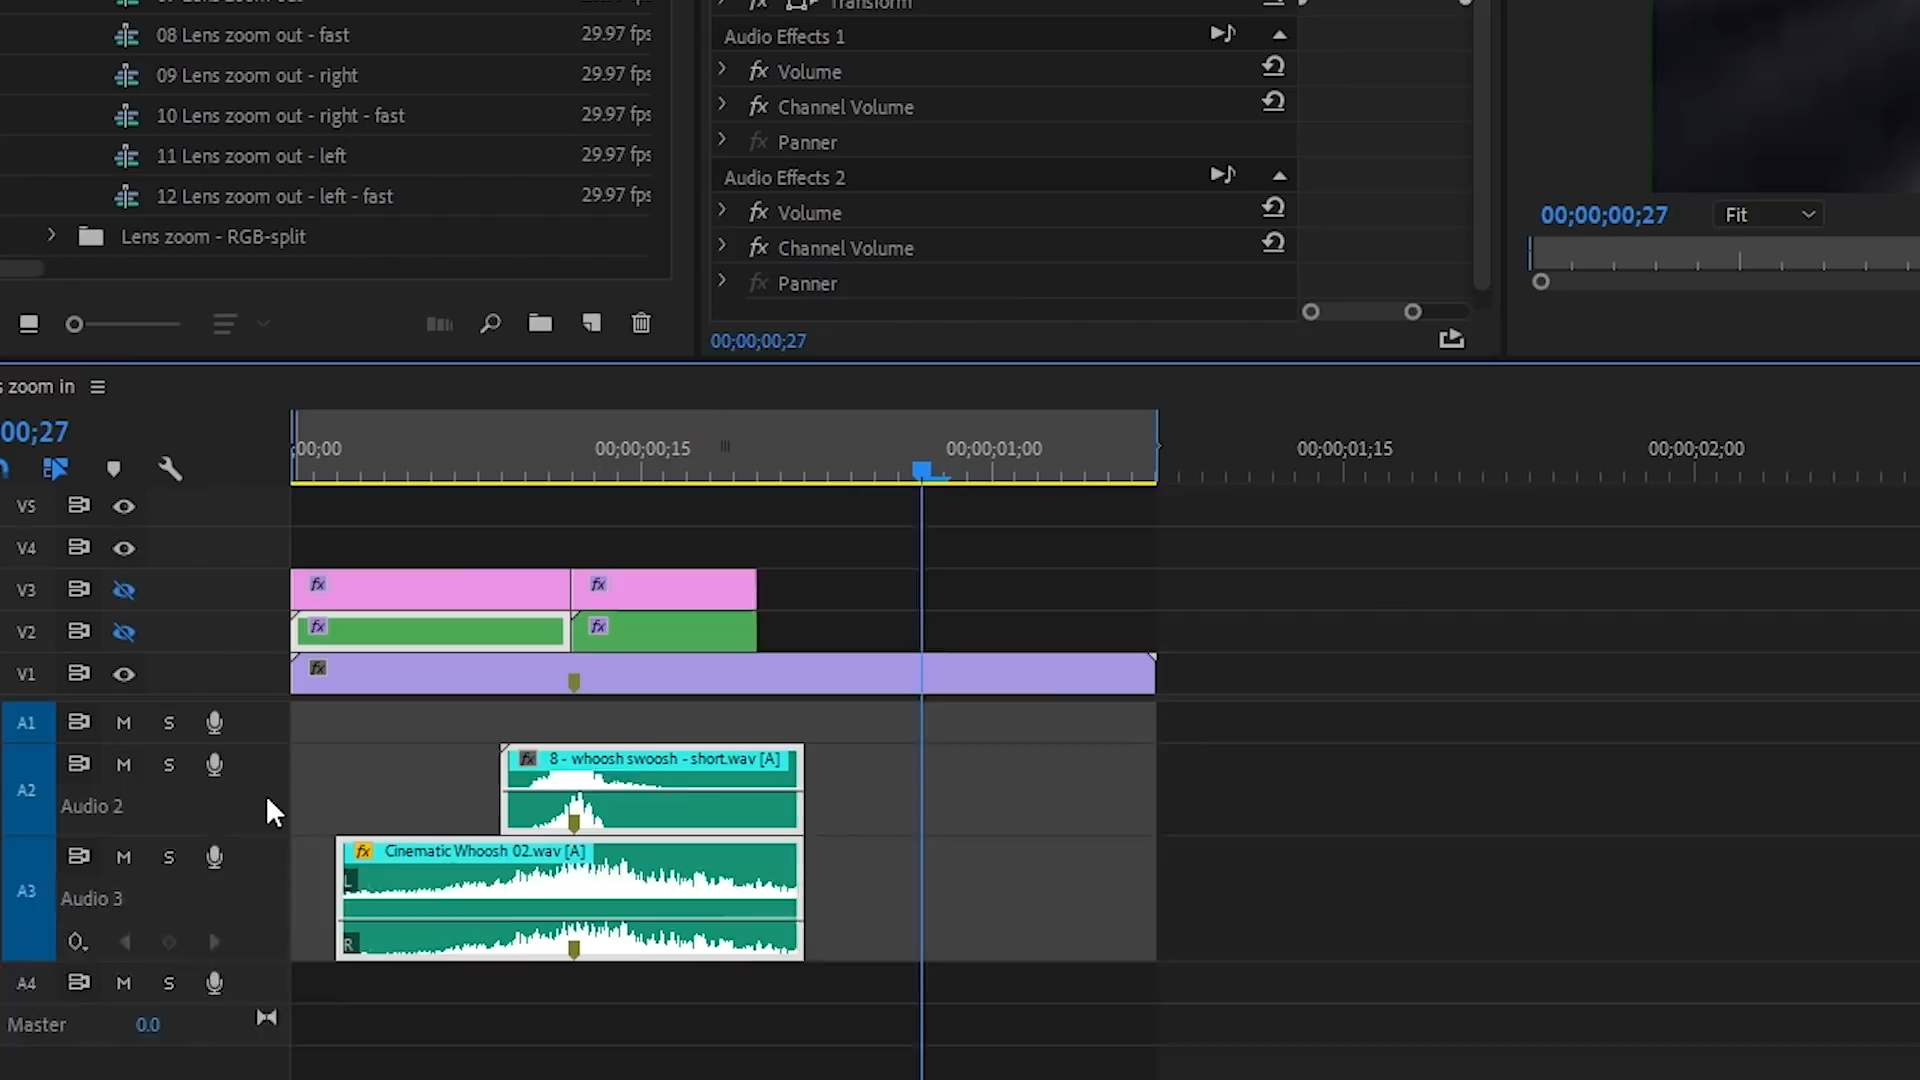 08 Lens zoom out - fast 29.97 fps
09 Lens zoom out - right 29.97 fps
10 Lens zoom out - right - fast 29.97 fps
11 Lens zoom out - left 29.97 fps
12 Lens zoom out - left - fast 29.97 fps
Lens zoom - RGB-split
fx Transform
Audio Effects 1
fx Volume
fx Channel Volume
fx Panner
Audio Effects 2
fx Volume
fx Channel Volume
fx Panner
00;00;00;27
00;00;00;27 Fit
s zoom in
00;27
;00;00 00;00;00;15 00;00;01;00 00;00;01;15 00;00;02;00
V5
V4
V3 fx fx
V2 fx fx
V1 fx
A1 M S
A2 M S
Audio 2
fx 8 - whoosh swoosh - short.wav [A]
A3 M S
Audio 3
fx Cinematic Whoosh 02.wav [A]
L
R
A4 M S
Master 0.0